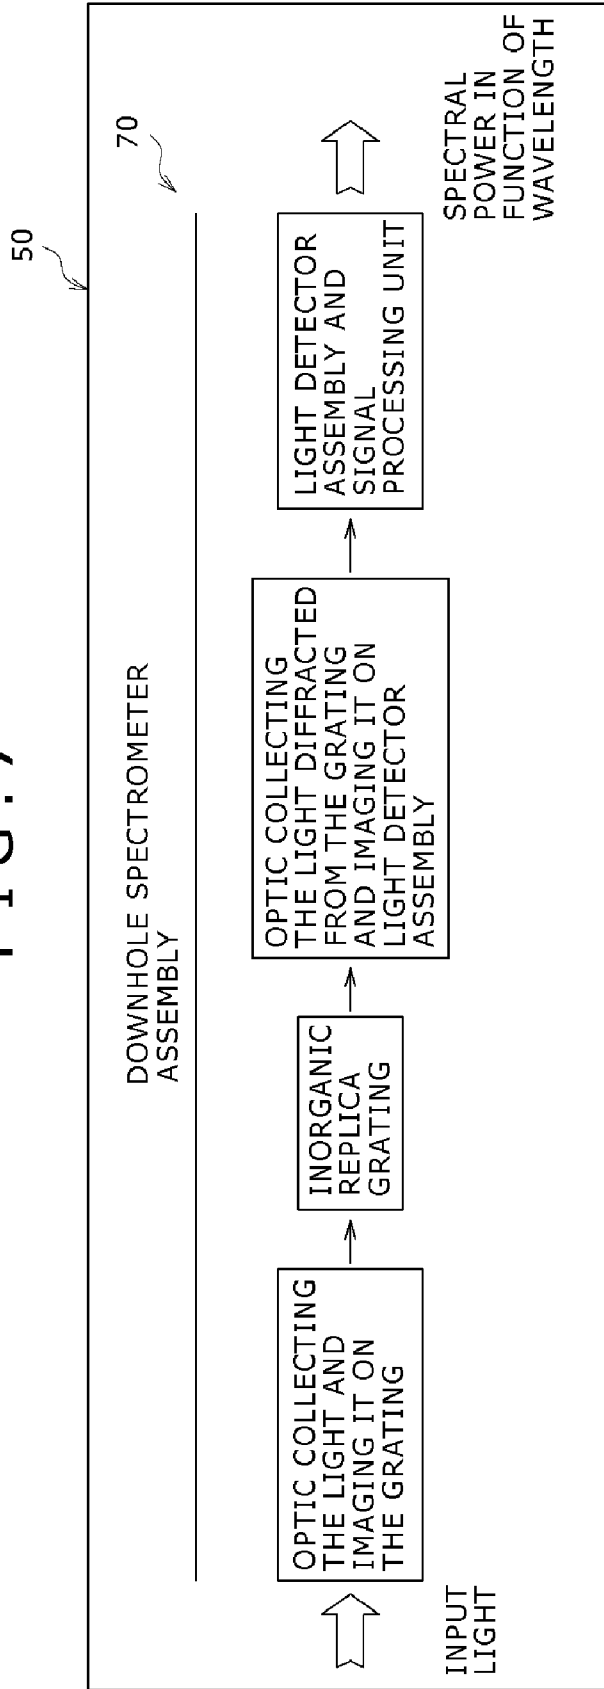 50
70
DOWNHOLE SPECTROMETER
ASSEMBLY
INPUT
LIGHT
OPTIC COLLECTING
THE LIGHT AND
IMAGING IT ON
THE GRATING
INORGANIC
REPLICA
GRATING
OPTIC COLLECTING
THE LIGHT DIFFRACTED
FROM THE GRATING
AND IMAGING IT ON
LIGHT DETECTOR
ASSEMBLY
LIGHT DETECTOR
ASSEMBLY AND
SIGNAL
PROCESSING UNIT
SPECTRAL
POWER IN
FUNCTION OF
WAVELENGTH